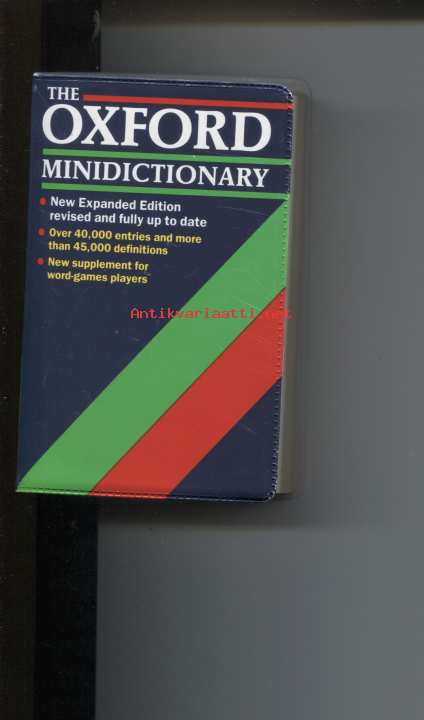 THE
OXFORD
MINIDICTIONARY
New Expanded Edition
revised and fully up to date
Over 40,000 entries and more
than 45,000 definitions
New supplement for
word-games players
Antikvariaatti.net